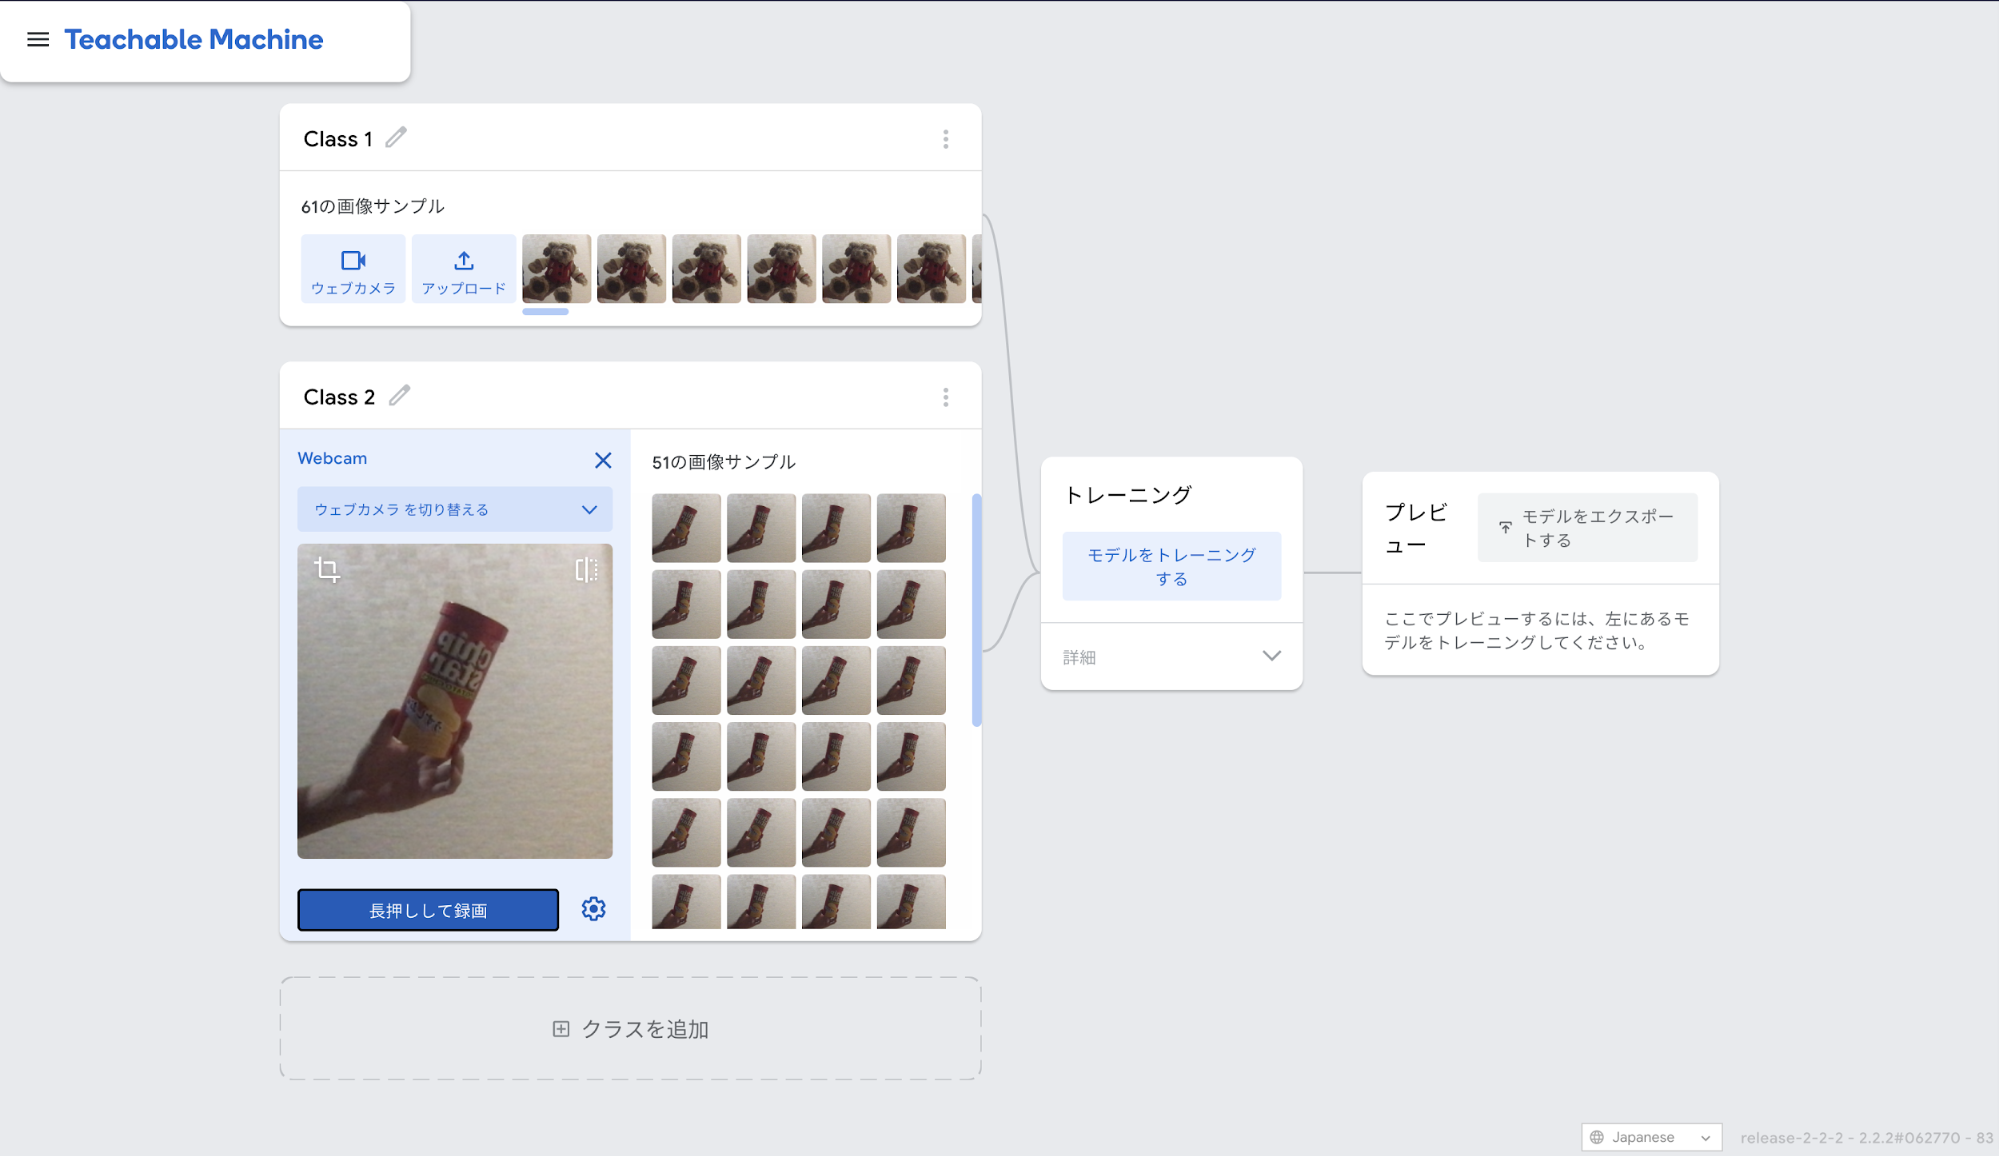 Teachable Machine
Class 1
61の画像サンプル
ウェブカメラ
アップロード
Class 2
Webcam
51の画像サンプル
ウェブカメラ を切り替える
chip
star
長押しして録画
クラスを追加
トレーニング
モデルをトレーニング
する
詳細
プレビ
ュー
モデルをエクスポー
トする
ここでプレビューするには、左にあるモ
デルをトレーニングしてください。
Japanese
release-2-2-2 - 2.2.2#062770 - 83